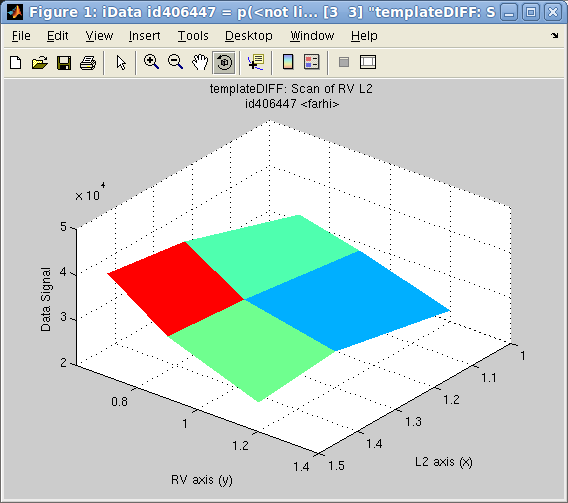 Figure 1: iData id406447 = p(<not li... [3 3] "templateDIFF: S
File Edit View Insert Tools Desktop Window Help
templateDIFF: Scan of RV L2
id406447 <farhi>
× 10 4
5
4
3
2
Data Signal
0.8
1
1.2
1.4
RV axis (y)
1.5
1.4
1.3
1.2
1.1
1
L2 axis (x)